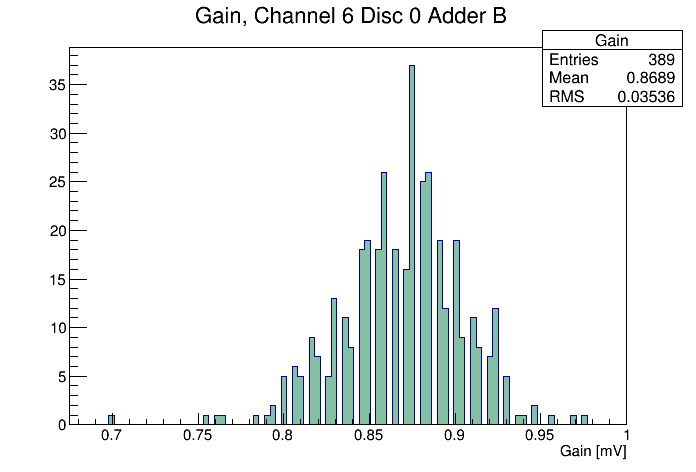 Gain, Channel 6 Disc 0 Adder B
Gain
Entries 389
Mean 0.8689
RMS 0.03536
35
30
25
20
15
10
5
0
0.7 0.75 0.8 0.85 0.9 0.95 1
Gain [mV]